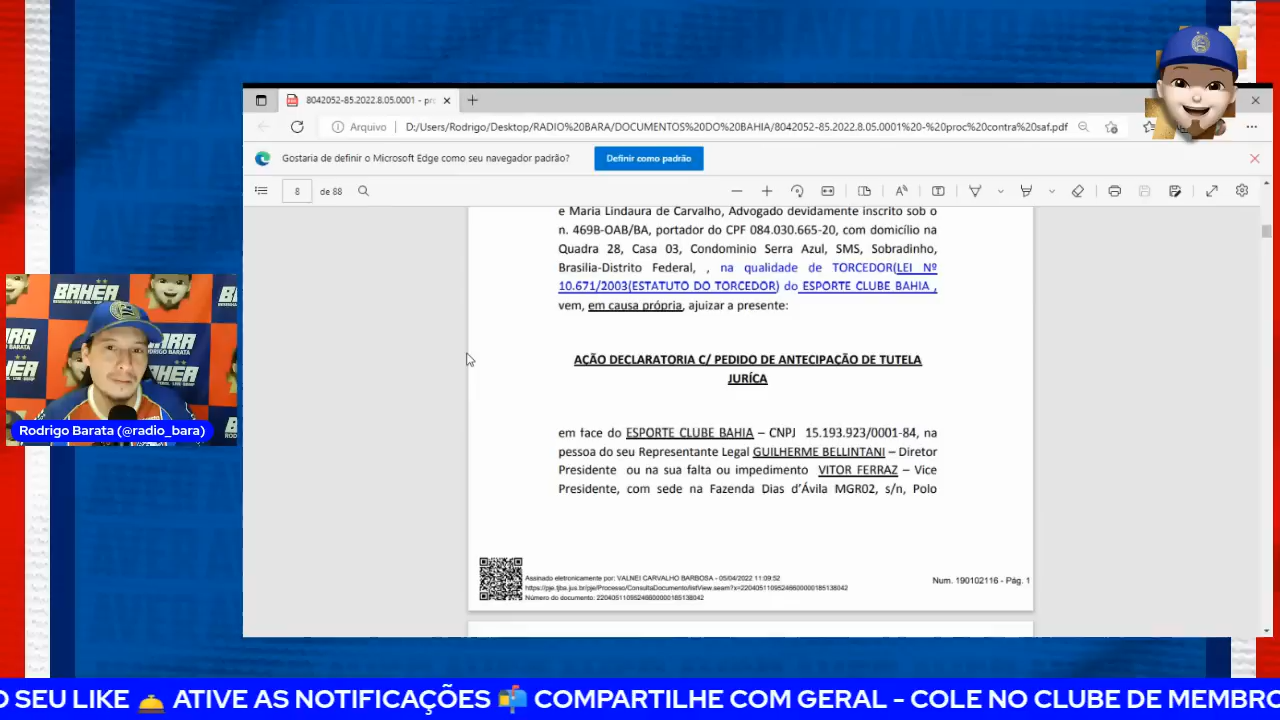 8042052-85.2022.8.05.0001 - pro
Arquivo
D:/Users/Rodrigo/Desktop/RADIO%20BARA/DOCUMENTOS%20DO%20BAHIA/8042052-85.2022.8.05.0001%20-%20proc%20contra%20saf.pdf
Gostaria de definir o Microsoft Edge como seu navegador padrão?
Definir como padrão
8 de 88
e Maria Lindaura de Carvalho, Advogado devidamente inscrito sob o
n. 469B-OAB/BA, portador do CPF 084.030.665-20, com domicílio na
Quadra 28, Casa 03, Condominio Serra Azul, SMS, Sobradinho,
Brasilia-Distrito Federal, , na qualidade de TORCEDOR(LEI Nº
10.671/2003(ESTATUTO DO TORCEDOR) do ESPORTE CLUBE BAHIA ,
vem, em causa própria, ajuizar a presente:
AÇÃO DECLARATORIA C/ PEDIDO DE ANTECIPAÇÃO DE TUTELA
JURÍCA
em face do ESPORTE CLUBE BAHIA – CNPJ 15.193.923/0001-84, na
pessoa do seu Representante Legal GUILHERME BELLINTANI – Diretor
Presidente ou na sua falta ou impedimento VITOR FERRAZ – Vice
Presidente, com sede na Fazenda Dias d’Ávila MGR02, s/n, Polo
Assinado eletronicamente por: VALNEI CARVALHO BARBOSA - 05/04/2022 11:09:52
Num. 190102116 - Pág. 1
BAHEA
RODRIGO BARATA
Rodrigo Barata (@radio_bara)
O SEU LIKE 🛎️ ATIVE AS NOTIFICAÇÕES 📬 COMPARTILHE COM GERAL - COLE NO CLUBE DE MEMBRO